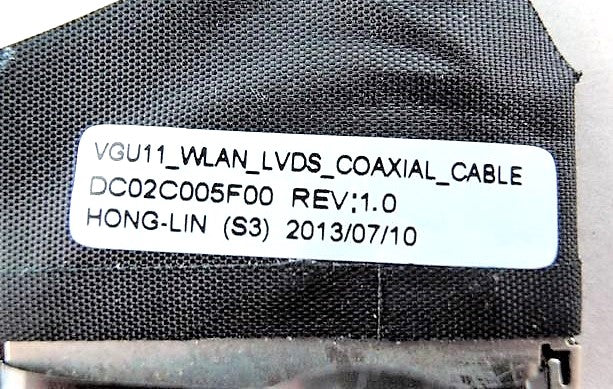 VGU11_WLAN_LVDS_COAXIAL_CABLE
DC02C005F00 REV:1.0
HONG-LIN (S3) 2013/07/10